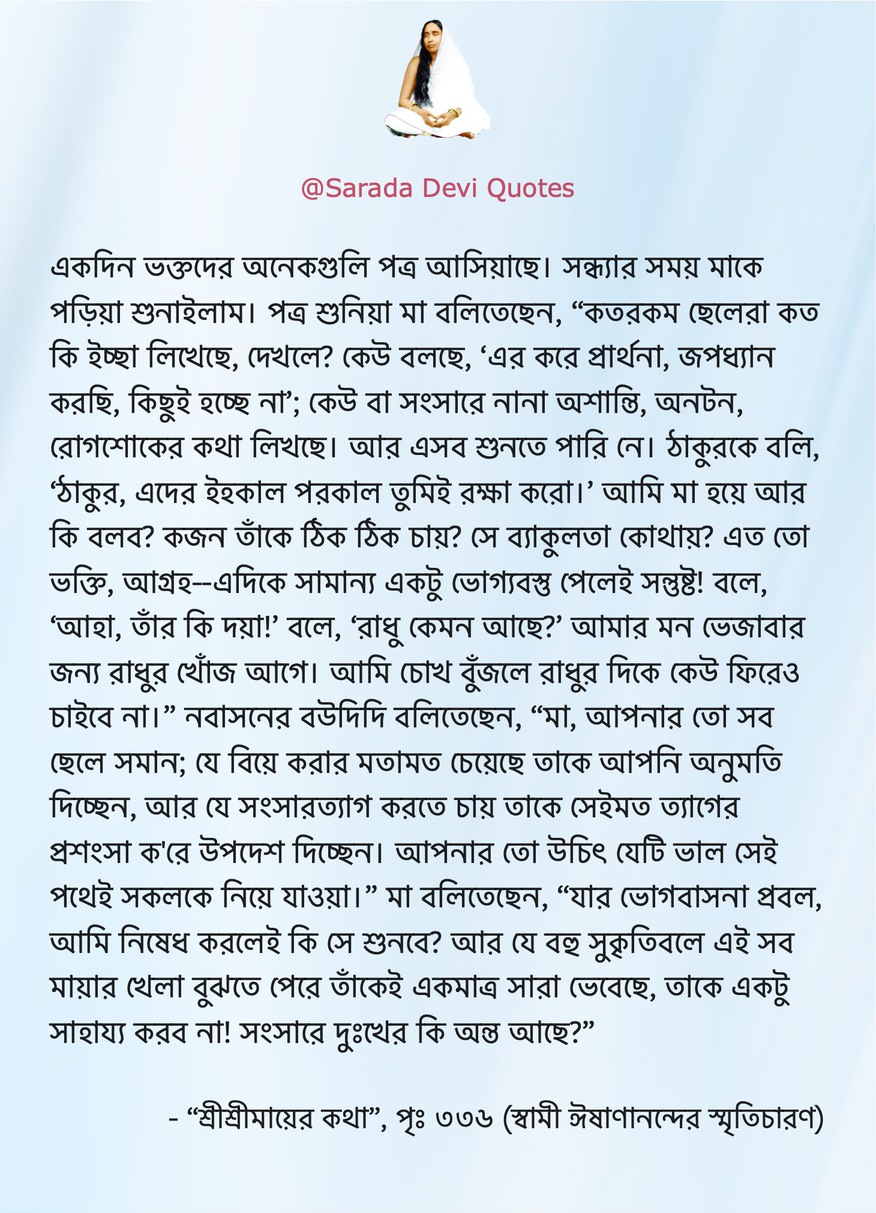 @Sarada Devi Quotes
একদিন ভক্তদের অনেকগুলি পত্র আসিয়াছে। সন্ধ্যার সময় মাকে
পড়িয়া শুনাইলাম। পত্র শুনিয়া মা বলিতেছেন, “কতরকম ছেলেরা কত
কি ইচ্ছা লিখেছে, দেখলে? কেউ বলছে, ‘এর করে প্রার্থনা, জপধ্যান
করছি, কিছুই হচ্ছে না’; কেউ বা সংসারে নানা অশান্তি, অনটন,
রোগশোকের কথা লিখছে। আর এসব শুনতে পারি নে। ঠাকুরকে বলি,
‘ঠাকুর, এদের ইহকাল পরকাল তুমিই রক্ষা করো।’ আমি মা হয়ে আর
কি বলব? কজন তাঁকে ঠিক ঠিক চায়? সে ব্যাকুলতা কোথায়? এত তো
ভক্তি, আগ্রহ--এদিকে সামান্য একটু ভোগ্যবস্তু পেলেই সন্তুষ্ট! বলে,
‘আহা, তাঁর কি দয়া!’ বলে, ‘রাধু কেমন আছে?’ আমার মন ভেজাবার
জন্য রাধুর খোঁজ আগে। আমি চোখ বুঁজলে রাধুর দিকে কেউ ফিরেও
চাইবে না।” নবাসনের বউদিদি বলিতেছেন, “মা, আপনার তো সব
ছেলে সমান; যে বিয়ে করার মতামত চেয়েছে তাকে আপনি অনুমতি
দিচ্ছেন, আর যে সংসারত্যাগ করতে চায় তাকে সেইমত ত্যাগের
প্রশংসা ক'রে উপদেশ দিচ্ছেন। আপনার তো উচিৎ যেটি ভাল সেই
পথেই সকলকে নিয়ে যাওয়া।” মা বলিতেছেন, “যার ভোগবাসনা প্রবল,
আমি নিষেধ করলেই কি সে শুনবে? আর যে বহু সুকৃতিবলে এই সব
মায়ার খেলা বুঝতে পেরে তাঁকেই একমাত্র সারা ভেবেছে, তাকে একটু
সাহায্য করব না! সংসারে দুঃখের কি অন্ত আছে?”
- “শ্রীশ্রীমায়ের কথা”, পৃঃ ৩৩৬ (স্বামী ঈষাণানন্দের স্মৃতিচারণ)